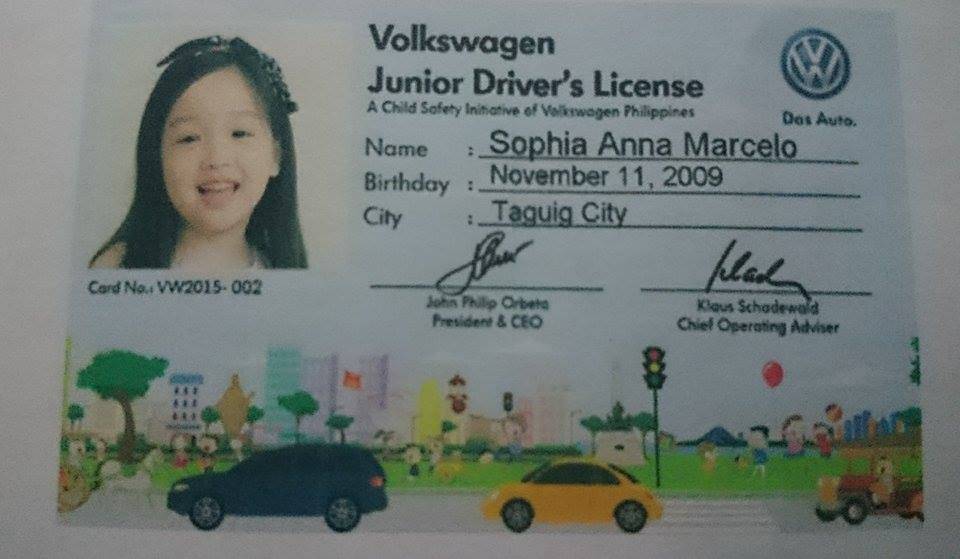 Volkswagen
Junior Driver's License
A Child Safety Initiative of Volkswagen Philippines
Das Auto.
Name : Sophia Anna Marcelo
Birthday : November 11, 2009
City : Taguig City
Card No.: VW2015- 002
John Philip Orbeta
President & CEO
Klaus Schadewald
Chief Operating Adviser